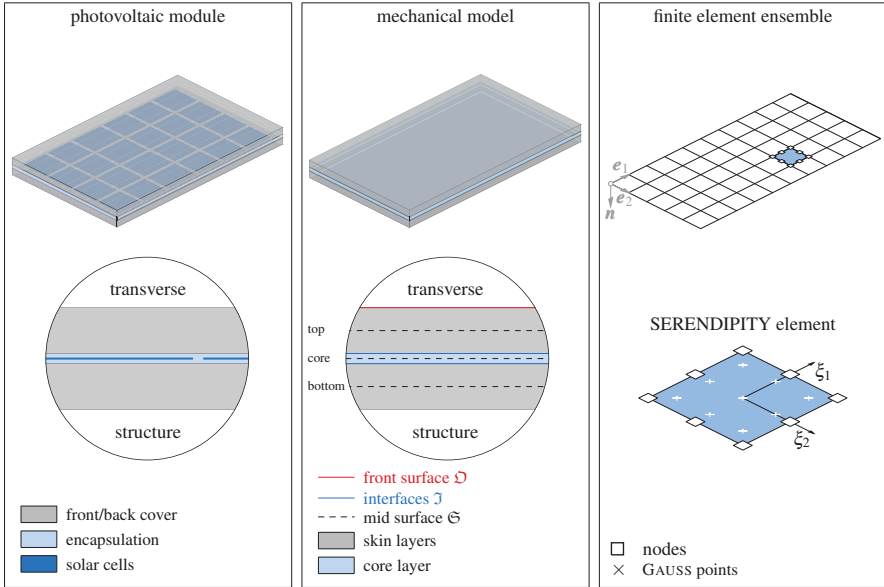 photovoltaic module
transverse
structure
front/back cover
encapsulation
solar cells
mechanical model
transverse
top
core
bottom
structure
front surface 𝔒
interfaces ℑ
mid surface 𝔖
skin layers
core layer
finite element ensemble
e₁
e₂
n
SERENDIPITY element
ξ₁
ξ₂
nodes
GAUSS points